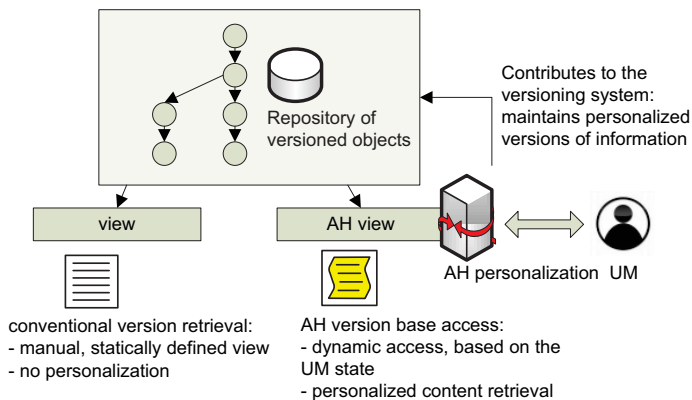 Repository of
versioned objects
Contributes to the
versioning system:
maintains personalized
versions of information
view
AH view
AH personalization UM
conventional version retrieval:
- manual, statically defined view
- no personalization
AH version base access:
- dynamic access, based on the
UM state
- personalized content retrieval